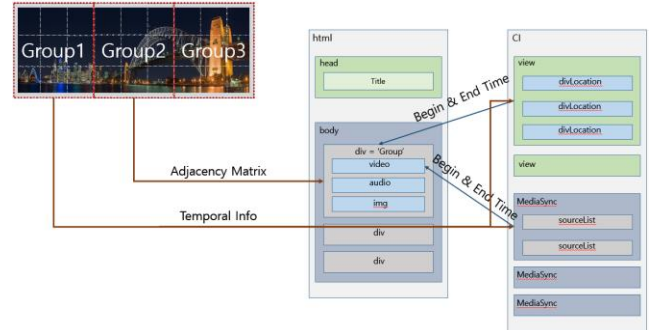 Group1 Group2 Group3
Adjacency Matrix
Temporal Info
html
head
Title
body
div = 'Group'
video
audio
img
div
div
Begin & End Time
Begin & End Time
CI
view
divLocation
divLocation
divLocation
view
MediaSync
sourceList
sourceList
MediaSync
MediaSync